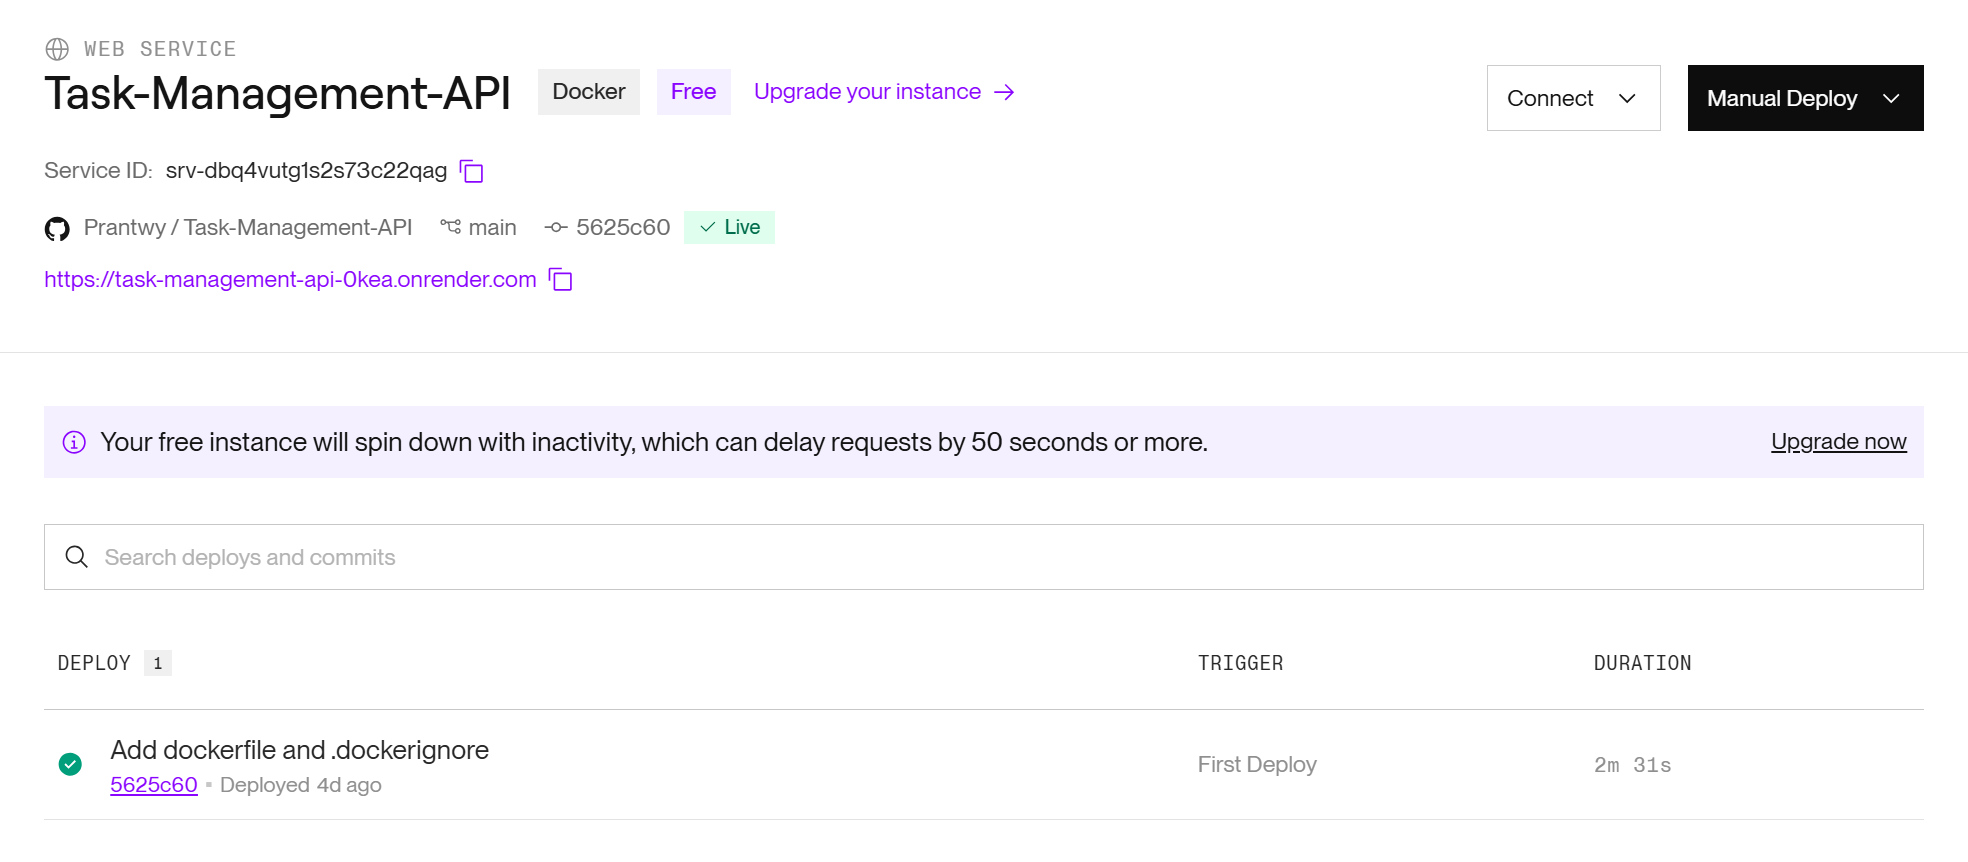 WEB SERVICE
Task-Management-API Docker Free Upgrade your instance →
Connect Manual Deploy
Service ID: srv-dbq4vutg1s2s73c22qag
Prantwy / Task-Management-API main 5625c60 Live
https://task-management-api-0kea.onrender.com
Your free instance will spin down with inactivity, which can delay requests by 50 seconds or more. Upgrade now
Search deploys and commits
DEPLOY 1 TRIGGER DURATION
Add dockerfile and .dockerignore
5625c60 Deployed 4d ago
First Deploy 2m 31s